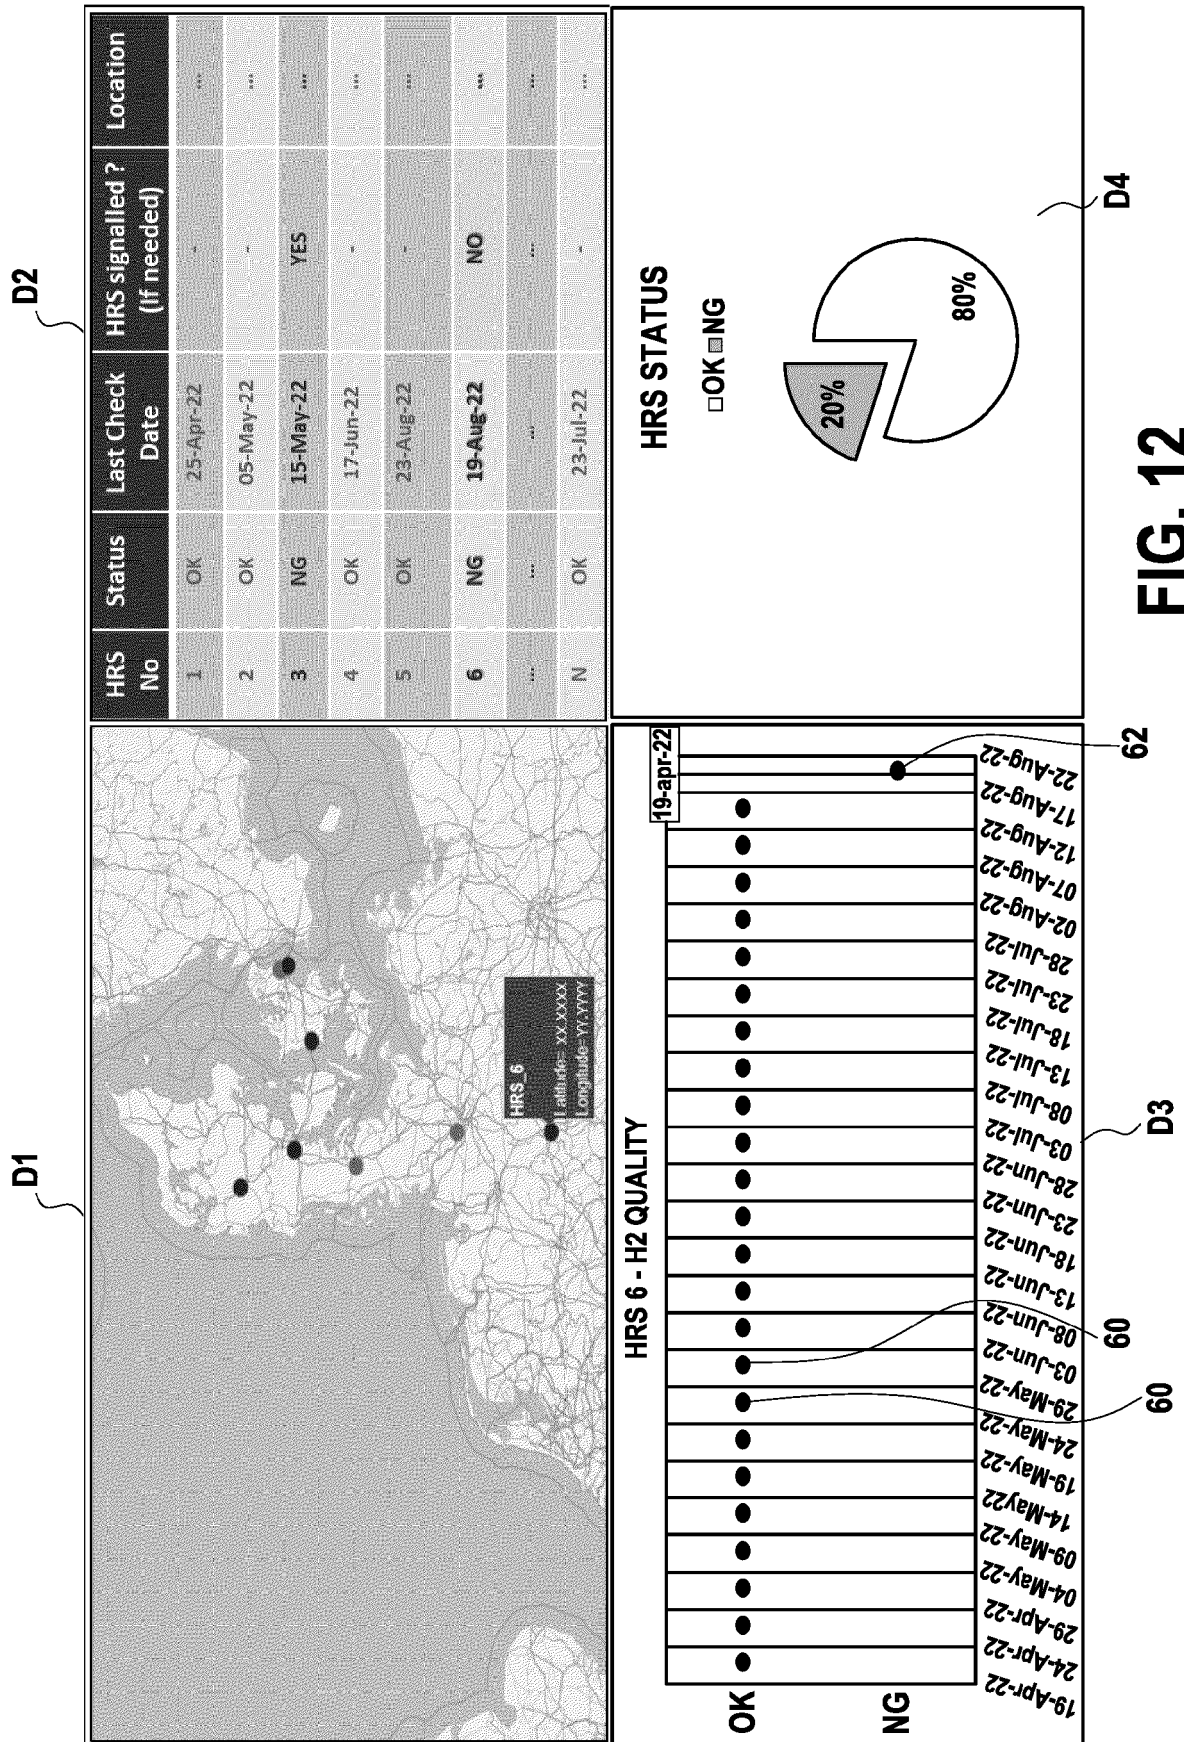 D1
D2
HRS_6
Latitude= XX.XXXX
Longitude=YY.YYYY
HRS No Status Last Check Date HRS signalled ? (If needed) Location
1 OK 25-Apr-22 - ...
2 OK 05-May-22 - ...
3 NG 15-May-22 YES ...
4 OK 17-Jun-22 - ...
5 OK 23-Aug-22 - ...
6 NG 19-Aug-22 NO ...
... ... ... ... ...
N OK 23-Jul-22 - ...
HRS 6 - H2 QUALITY
19-apr-22
OK
NG
19-Apr-22
24-Apr-22
29-Apr-22
04-May-22
09-May-22
14-May22
19-May-22
24-May-22
29-May-22
03-Jun-22
08-Jun-22
13-Jun-22
18-Jun-22
23-Jun-22
28-Jun-22
03-Jul-22
08-Jul-22
13-Jul-22
18-Jul-22
23-Jul-22
28-Jul-22
02-Aug-22
07-Aug-22
12-Aug-22
17-Aug-22
22-Aug-22
60
60
D3
62
HRS STATUS
OK NG
20%
80%
D4
FIG. 12